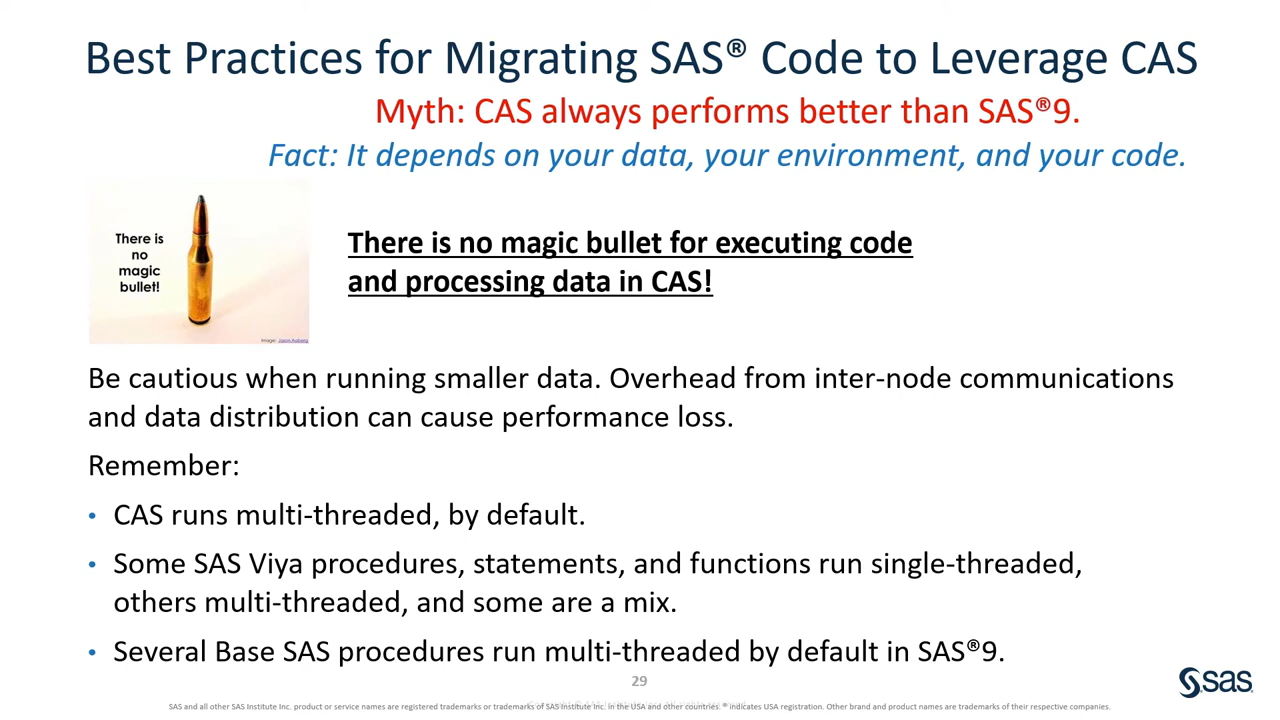 Best Practices for Migrating SAS® Code to Leverage CAS
Myth: CAS always performs better than SAS®9.
Fact: It depends on your data, your environment, and your code.
There is
no
magic
bullet!
Image: Jason Auberg
There is no magic bullet for executing code
and processing data in CAS!
Be cautious when running smaller data. Overhead from inter-node communications
and data distribution can cause performance loss.
Remember:
• CAS runs multi-threaded, by default.
• Some SAS Viya procedures, statements, and functions run single-threaded,
others multi-threaded, and some are a mix.
• Several Base SAS procedures run multi-threaded by default in SAS®9.
29
SAS and all other SAS Institute Inc. product or service names are registered trademarks or trademarks of SAS Institute Inc. in the USA and other countries. ® indicates USA registration. Other brand and product names are trademarks of their respective companies.
sas